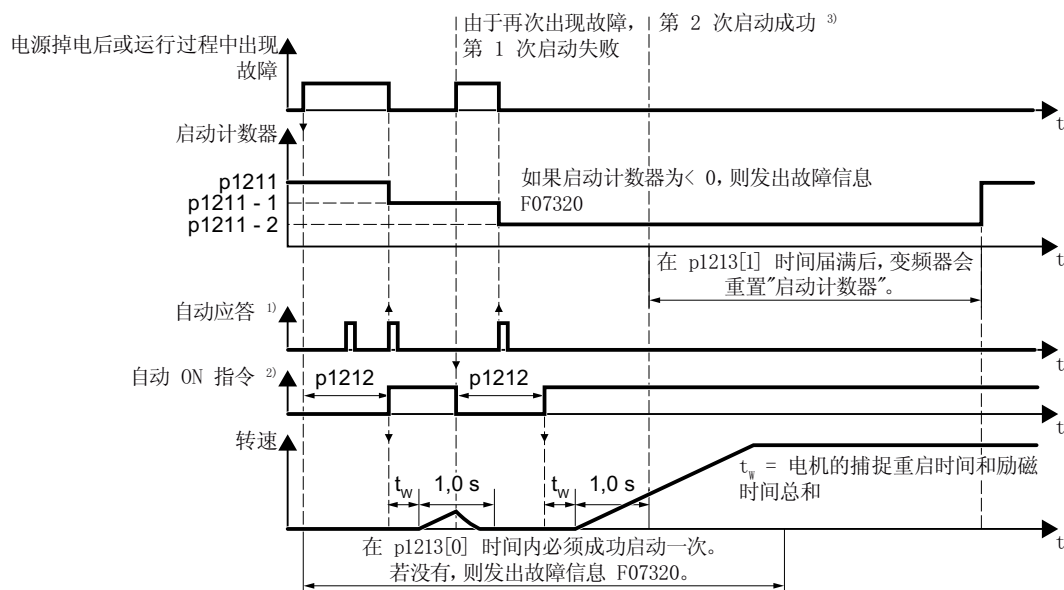 由于再次出现故障，
第 1 次启动失败
第 2 次启动成功 3)
电源掉电后或运行过程中出现
故障
t
启动计数器
p1211
p1211 - 1
p1211 - 2
如果启动计数器为< 0，则发出故障信息
F07320
t
在 p1213[1] 时间届满后，变频器会
重置"启动计数器"。
自动应答 1)
t
自动 ON 指令 2)
p1212
p1212
t
转速
tw
1,0 s
tw
1,0 s
tw = 电机的捕捉重启时间和励磁
时间总和
t
在 p1213[0] 时间内必须成功启动一次。
若没有，则发出故障信息 F07320。